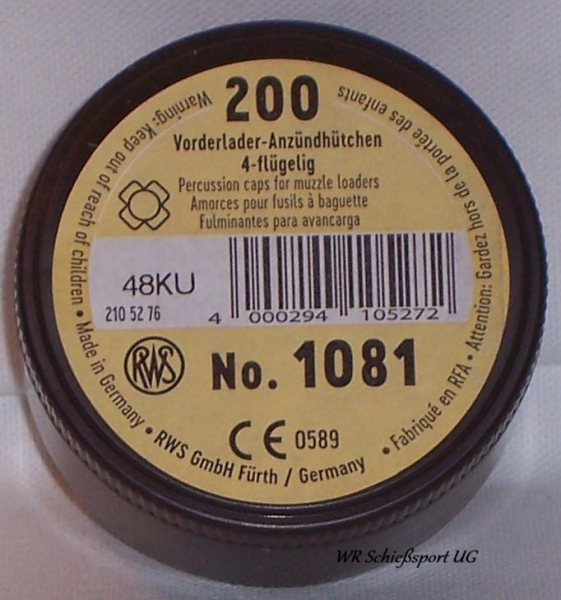 200
Vorderlader-Anzündhütchen
4-flügelig
Percussion caps for muzzle loaders
Amorces pour fusils à baguette
Fulminantes para avancarga
48KU
210 52 76
4 000294 105272
RWS
No. 1081
CE 0589
Warning: Keep out of reach of children • Made in Germany • RWS GmbH Fürth / Germany
• Fabriqué en RFA • Attention: Gardez hors de la portée des enfants
WR Schießsport UG